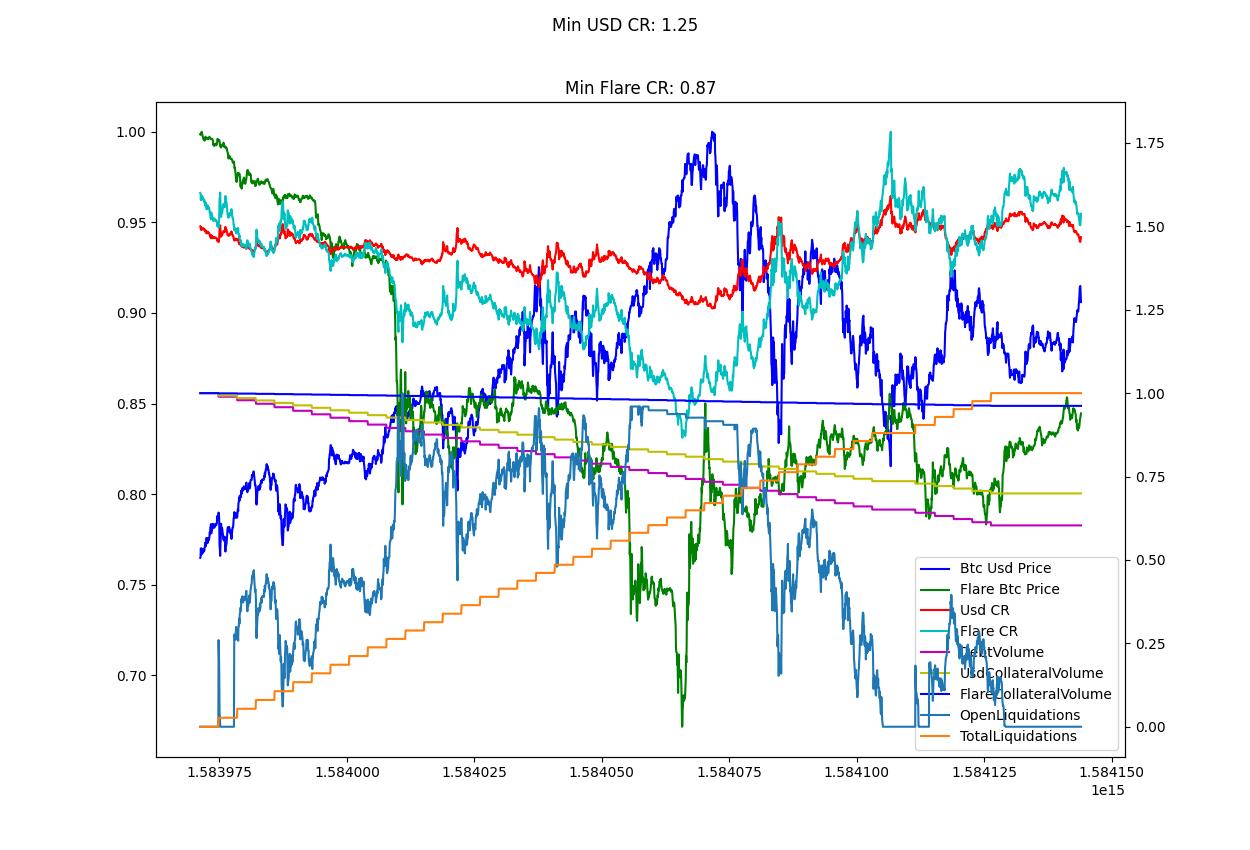 Min USD CR: 1.25
Min Flare CR: 0.87
1.00
0.95
0.90
0.85
0.80
0.75
0.70
1.75
1.50
1.25
1.00
0.75
0.50
0.25
0.00
Btc Usd Price
Flare Btc Price
Usd CR
Flare CR
DebtVolume
UsdCollateralVolume
FlareCollateralVolume
OpenLiquidations
TotalLiquidations
1.583975 1.584000 1.584025 1.584050 1.584075 1.584100 1.584125 1.584150
1e15